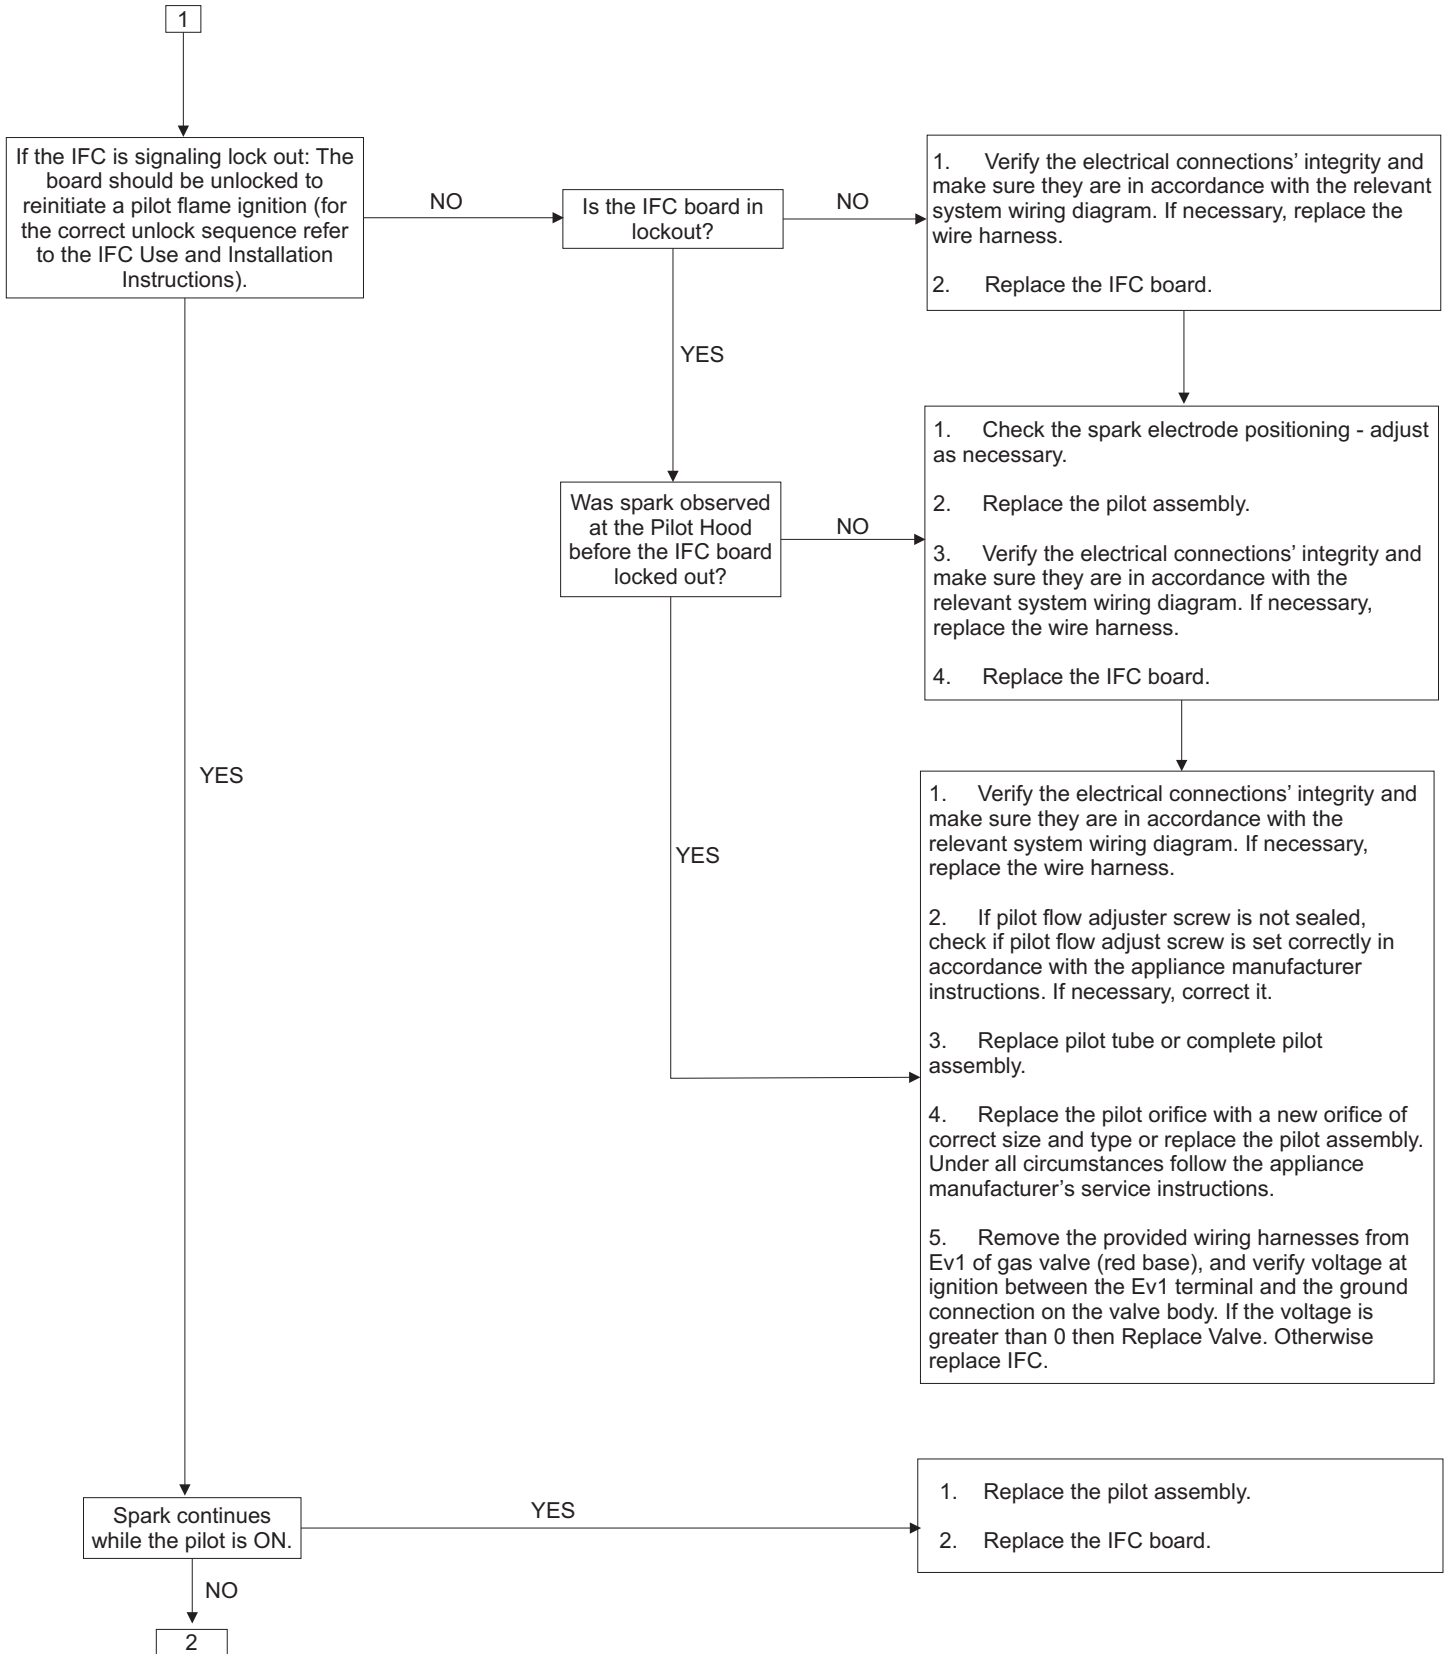 1
If the IFC is signaling lock out: The
board should be unlocked to
reinitiate a pilot flame ignition (for
the correct unlock sequence refer
to the IFC Use and Installation
Instructions).
NO
Is the IFC board in
lockout?
NO
1. Verify the electrical connections’ integrity and
make sure they are in accordance with the relevant
system wiring diagram. If necessary, replace the
wire harness.
2. Replace the IFC board.
YES
Was spark observed
at the Pilot Hood
before the IFC board
locked out?
NO
1. Check the spark electrode positioning - adjust
as necessary.
2. Replace the pilot assembly.
3. Verify the electrical connections’ integrity and
make sure they are in accordance with the
relevant system wiring diagram. If necessary,
replace the wire harness.
4. Replace the IFC board.
YES
YES
1. Verify the electrical connections’ integrity and
make sure they are in accordance with the
relevant system wiring diagram. If necessary,
replace the wire harness.
2. If pilot flow adjuster screw is not sealed,
check if pilot flow adjust screw is set correctly in
accordance with the appliance manufacturer
instructions. If necessary, correct it.
3. Replace pilot tube or complete pilot
assembly.
4. Replace the pilot orifice with a new orifice of
correct size and type or replace the pilot assembly.
Under all circumstances follow the appliance
manufacturer’s service instructions.
5. Remove the provided wiring harnesses from
Ev1 of gas valve (red base), and verify voltage at
ignition between the Ev1 terminal and the ground
connection on the valve body. If the voltage is
greater than 0 then Replace Valve. Otherwise
replace IFC.
Spark continues
while the pilot is ON.
YES
1. Replace the pilot assembly.
2. Replace the IFC board.
NO
2